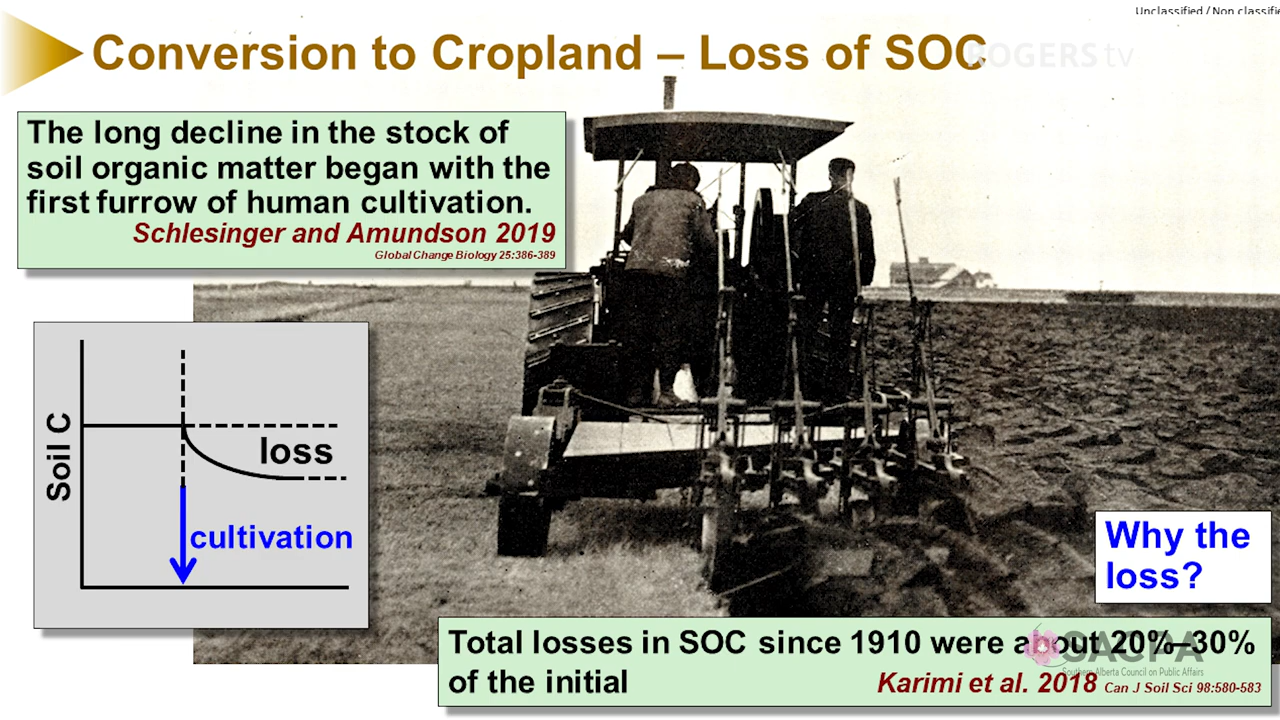 Unclassified / Non classifi
Conversion to Cropland – Loss of SOC
ROGERS tv
The long decline in the stock of
soil organic matter began with the
first furrow of human cultivation.
Schlesinger and Amundson 2019
Global Change Biology 25:386-389
Soil C
loss
cultivation
Why the
loss?
Total losses in SOC since 1910 were about 20%–30%
of the initial
Karimi et al. 2018 Can J Soil Sci 98:580-583
SACPA
Southern Alberta Council on Public Affairs